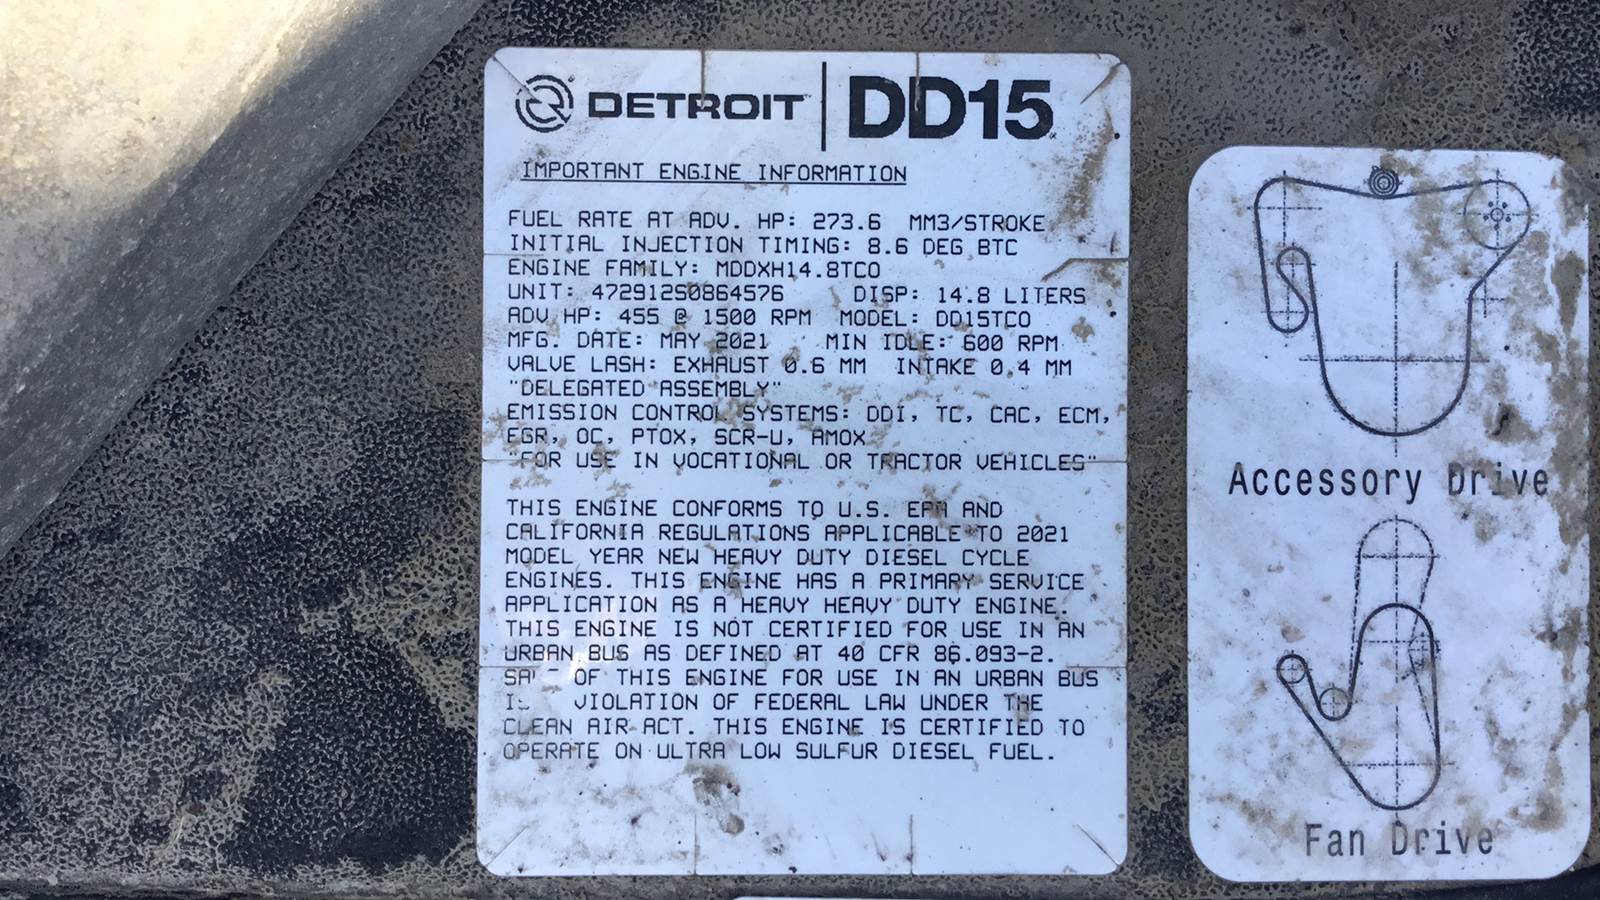 DETROIT DD15
IMPORTANT ENGINE INFORMATION
FUEL RATE AT ADV. HP: 273.6 MM3/STROKE
INITIAL INJECTION TIMING: 8.6 DEG BTC
ENGINE FAMILY: MDDXH14.8TCO
UNIT: 472912S0864576 DISP: 14.8 LITERS
ADV HP: 455 @ 1500 RPM MODEL: DD15TCO
MFG. DATE: MAY 2021 MIN IDLE: 600 RPM
VALVE LASH: EXHAUST 0.6 MM INTAKE 0.4 MM
"DELEGATED ASSEMBLY"
EMISSION CONTROL SYSTEMS: DDI, TC, CAC, ECM,
EGR, OC, PTOX, SCR-U, AMOX
"FOR USE IN VOCATIONAL OR TRACTOR VEHICLES"
THIS ENGINE CONFORMS TO U.S. EPA AND
CALIFORNIA REGULATIONS APPLICABLE TO 2021
MODEL YEAR NEW HEAVY DUTY DIESEL CYCLE
ENGINES. THIS ENGINE HAS A PRIMARY SERVICE
APPLICATION AS A HEAVY HEAVY DUTY ENGINE.
THIS ENGINE IS NOT CERTIFIED FOR USE IN AN
URBAN BUS AS DEFINED AT 40 CFR 86.093-2.
OF THIS ENGINE FOR USE IN AN URBAN BUS
VIOLATION OF FEDERAL LAW UNDER THE
CLEAN AIR ACT. THIS ENGINE IS CERTIFIED TO
OPERATE ON ULTRA LOW SULFUR DIESEL FUEL.
Accessory Drive
Fan Drive